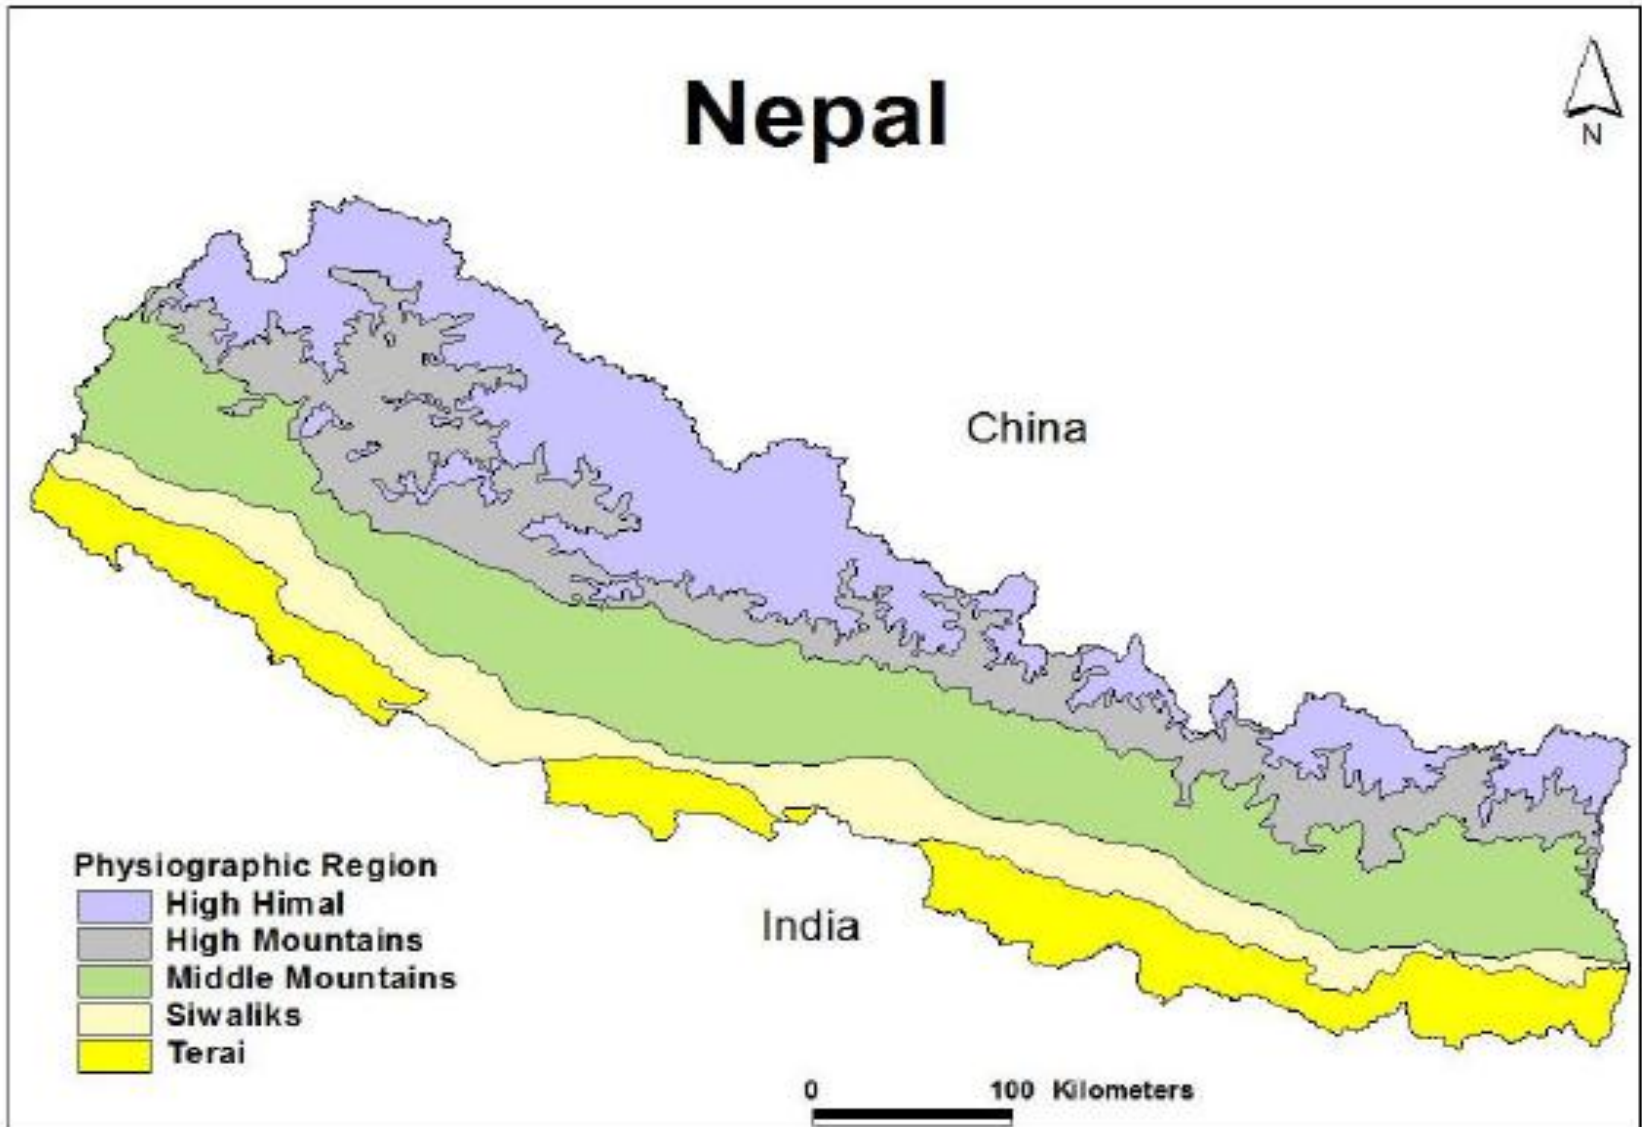 Nepal
N
China
Physiographic Region
High Himal
High Mountains
Middle Mountains
Siwaliks
Terai
India
0 100 Kilometers